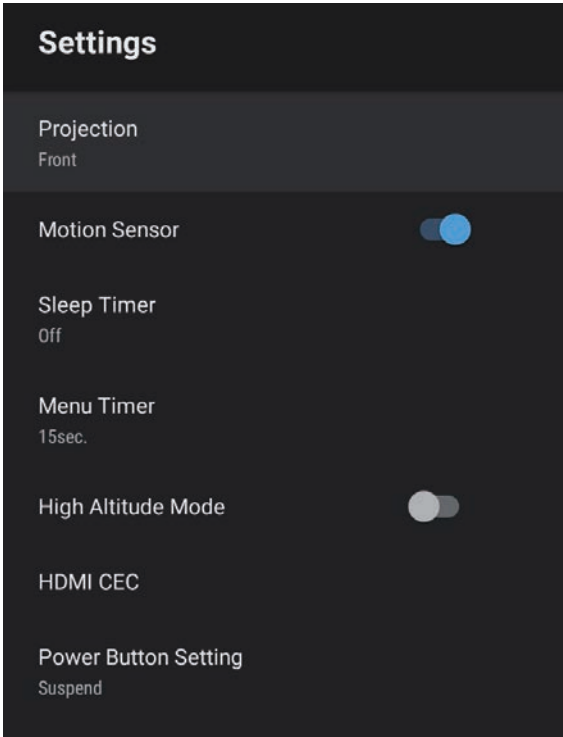 Settings
Projection
Front
Motion Sensor
Sleep Timer
Off
Menu Timer
15sec.
High Altitude Mode
HDMI CEC
Power Button Setting
Suspend